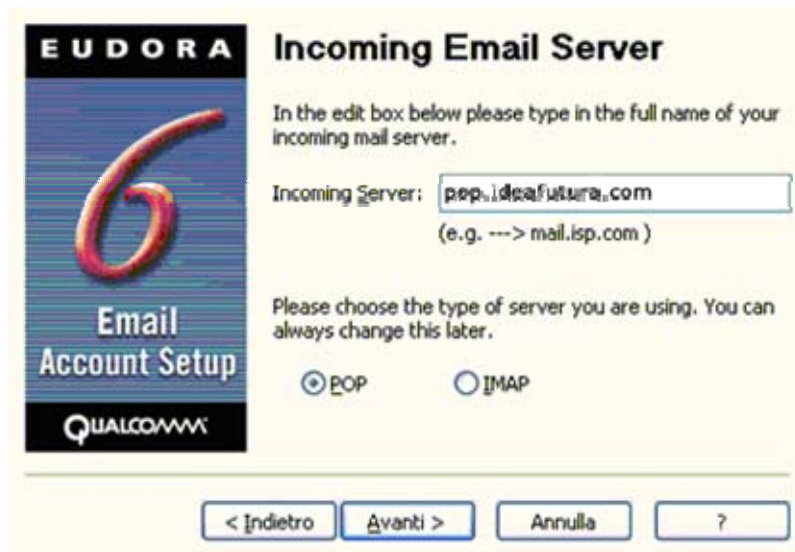 EUDORA
6
Email
Account Setup
QUALCOMM
Incoming Email Server
In the edit box below please type in the full name of your
incoming mail server.
Incoming Server: pop.ideafutura.com
(e.g. ---> mail.isp.com )
Please choose the type of server you are using. You can
always change this later.
POP IMAP
< Indietro Avanti > Annulla ?